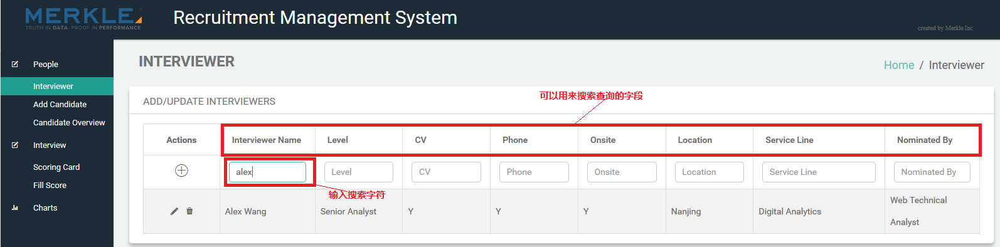 MERKLE
TRUTH IN DATA. PROOF IN PERFORMANCE.
Recruitment Management System
created by Merkle Inc
People
Interviewer
Add Candidate
Candidate Overview
Interview
Scoring Card
Fill Score
Charts
INTERVIEWER
Home / Interviewer
ADD/UPDATE INTERVIEWERS
可以用来搜索查询的字段
Actions Interviewer Name Level CV Phone Onsite Location Service Line Nominated By
alex Level CV Phone Onsite Location Service Line Nominated By
输入搜索字符
Alex Wang Senior Analyst Y Y Y Nanjing Digital Analytics Web Technical
Analyst